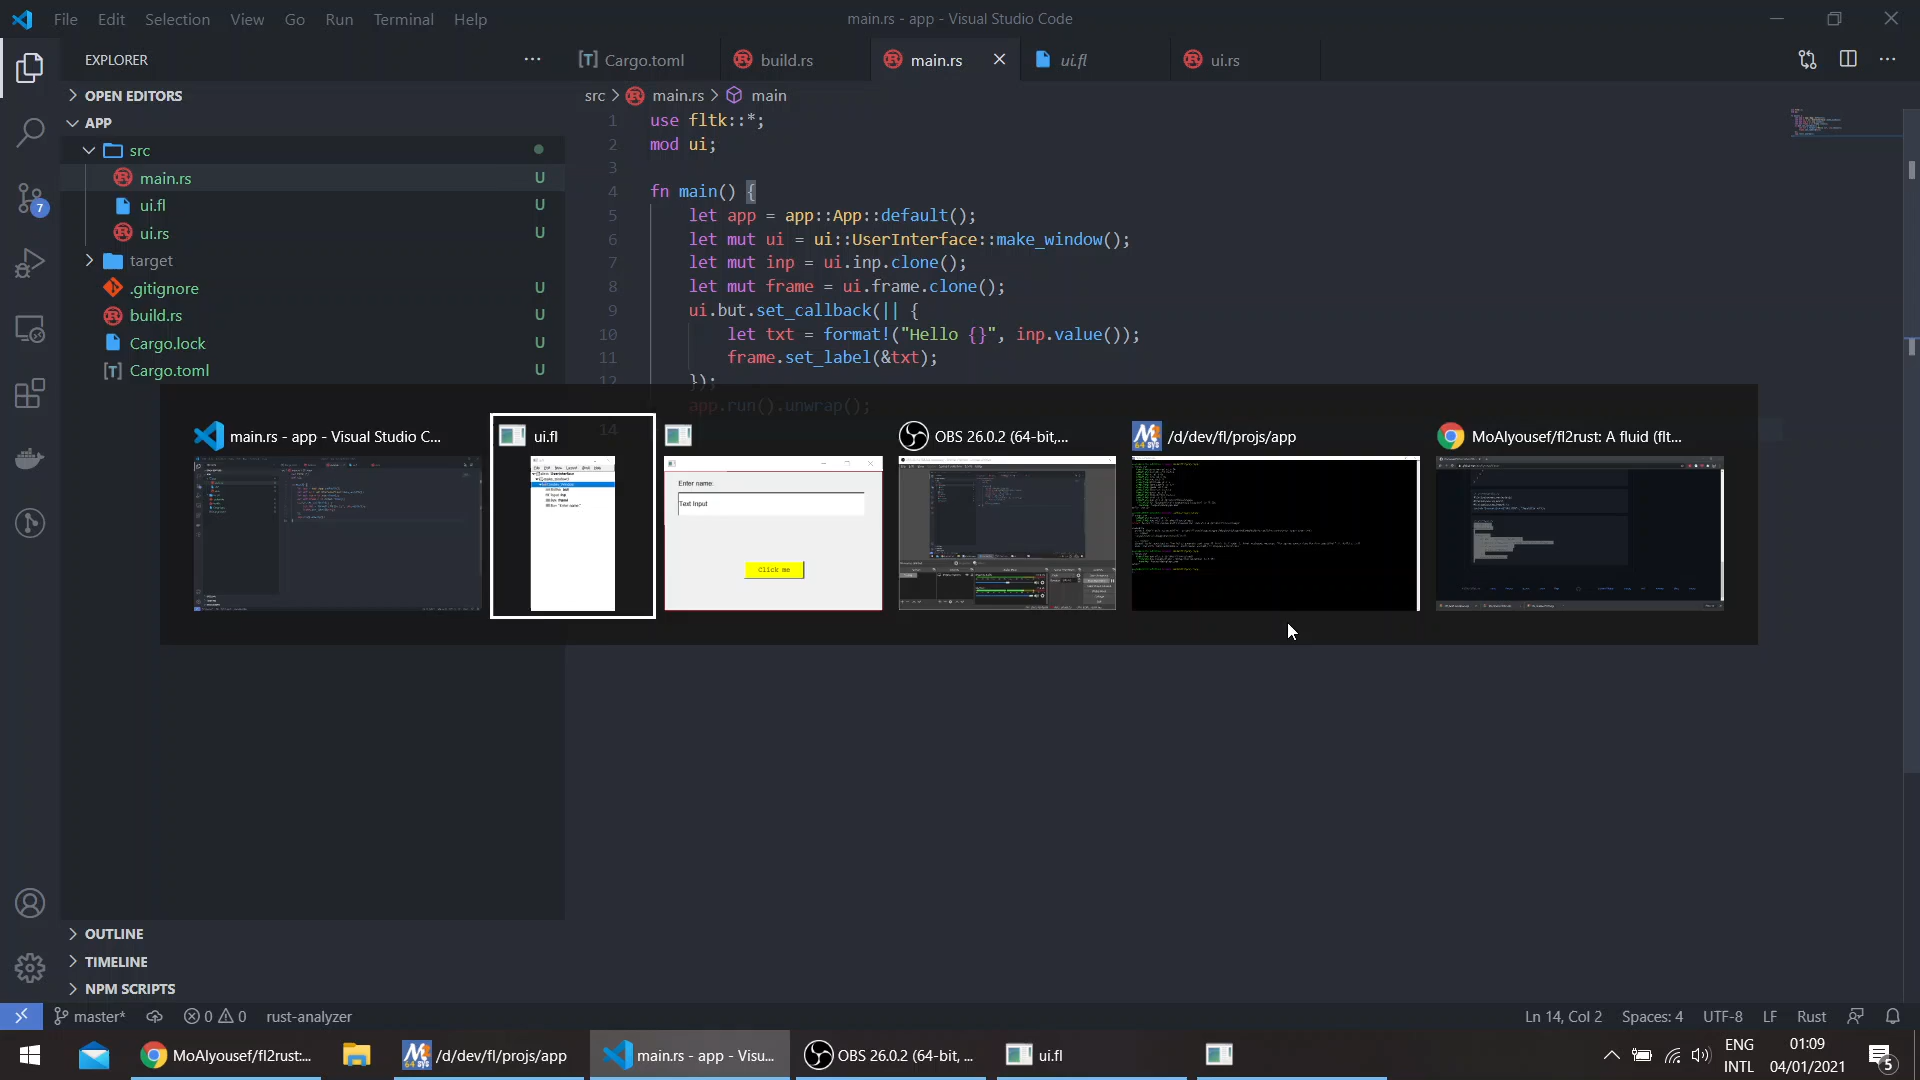 File Edit Selection View Go Run Terminal Help
main.rs - app - Visual Studio Code
EXPLORER
Cargo.toml
build.rs
main.rs
ui.fl
ui.rs
OPEN EDITORS
APP
src
main.rs U
ui.fl U
ui.rs U
target
.gitignore U
build.rs U
Cargo.lock U
Cargo.toml U
7
src > main.rs > main
1 use fltk::*;
2 mod ui;
3
4 fn main() {
5 let app = app::App::default();
6 let mut ui = ui::UserInterface::make_window();
7 let mut inp = ui.inp.clone();
8 let mut frame = ui.frame.clone();
9 ui.but.set_callback(|| {
10 let txt = format!("Hello {}", inp.value());
11 frame.set_label(&txt);
12 });
app.run().unwrap();
14
main.rs - app - Visual Studio C...
ui.fl
OBS 26.0.2 (64-bit,...
/d/dev/fl/projs/app
MoAlyousef/fl2rust: A fluid (flt...
Enter name:
Text Input
Click me
OUTLINE
TIMELINE
NPM SCRIPTS
master* 0 0 rust-analyzer
Ln 14, Col 2 Spaces: 4 UTF-8 LF Rust
MoAlyousef/fl2rust:...
/d/dev/fl/projs/app
main.rs - app - Visu...
OBS 26.0.2 (64-bit, ...
ui.fl
ENG
INTL
01:09
04/01/2021
5